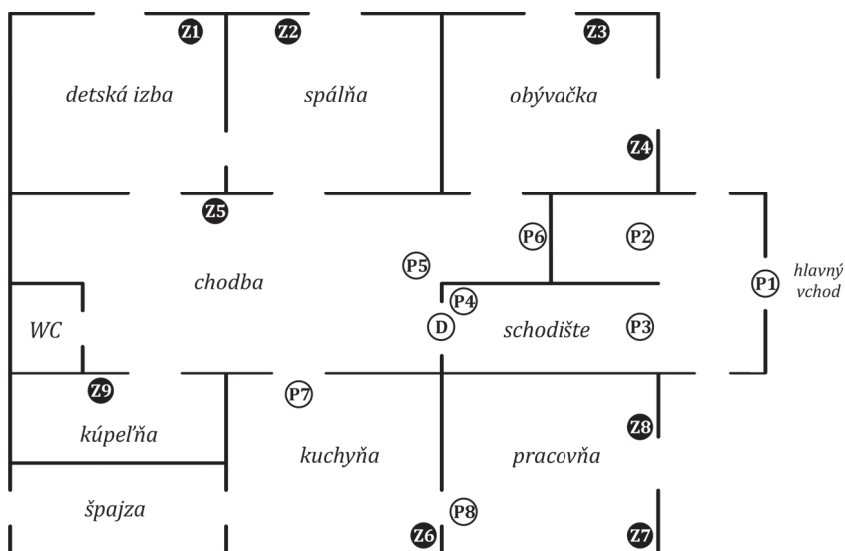 Z1 Z2 Z3
detská izba spálňa obývačka
Z4
Z5
P6 P2
P5
chodba P1 hlavný
vchod
P4
WC D schodište P3
Z9 P7
Z8
kúpeľňa kuchyňa pracovňa
špajza P8
Z6 Z7